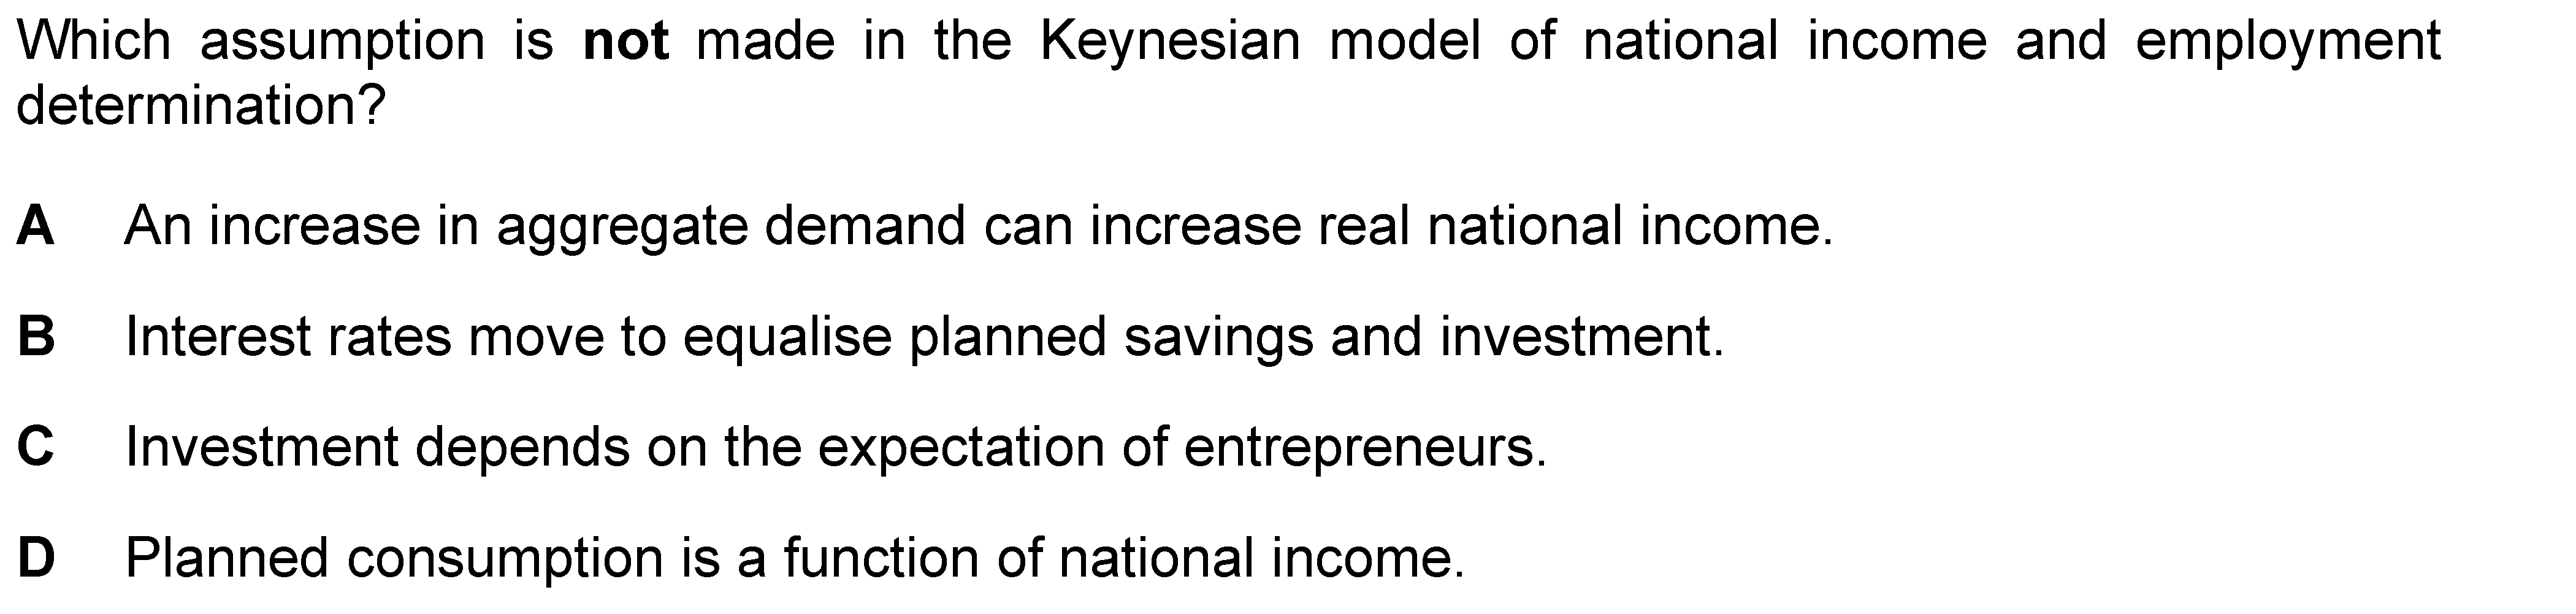 Which assumption is not made in the Keynesian model of national income and employment
determination?
A An increase in aggregate demand can increase real national income.
B Interest rates move to equalise planned savings and investment.
C Investment depends on the expectation of entrepreneurs.
D Planned consumption is a function of national income.